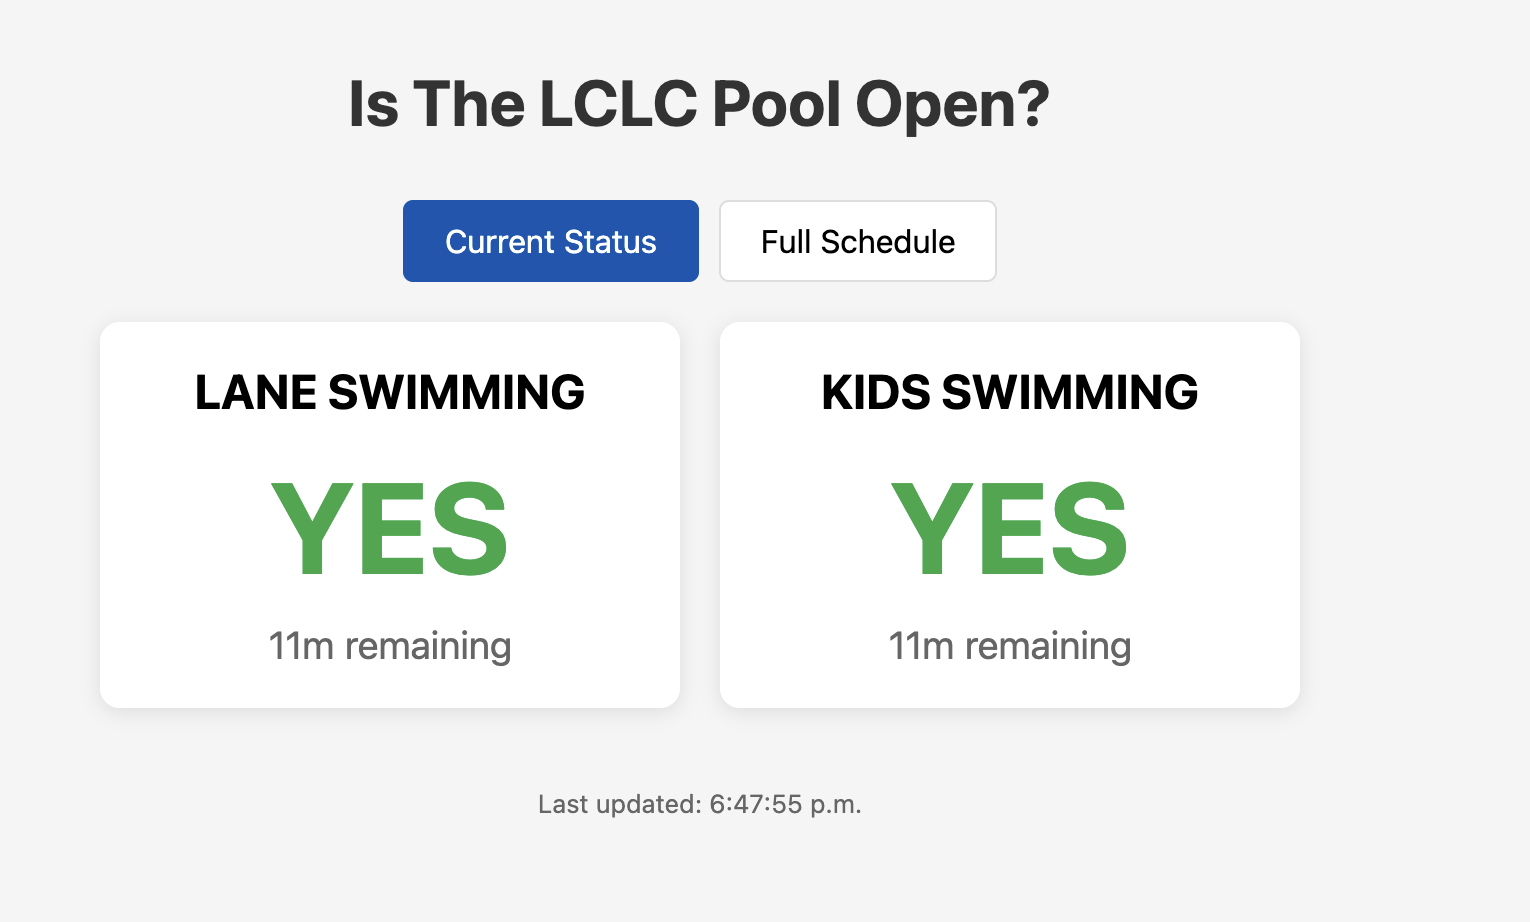 Is The LCLC Pool Open?
Current Status
Full Schedule
LANE SWIMMING
YES
11m remaining
KIDS SWIMMING
YES
11m remaining
Last updated: 6:47:55 p.m.